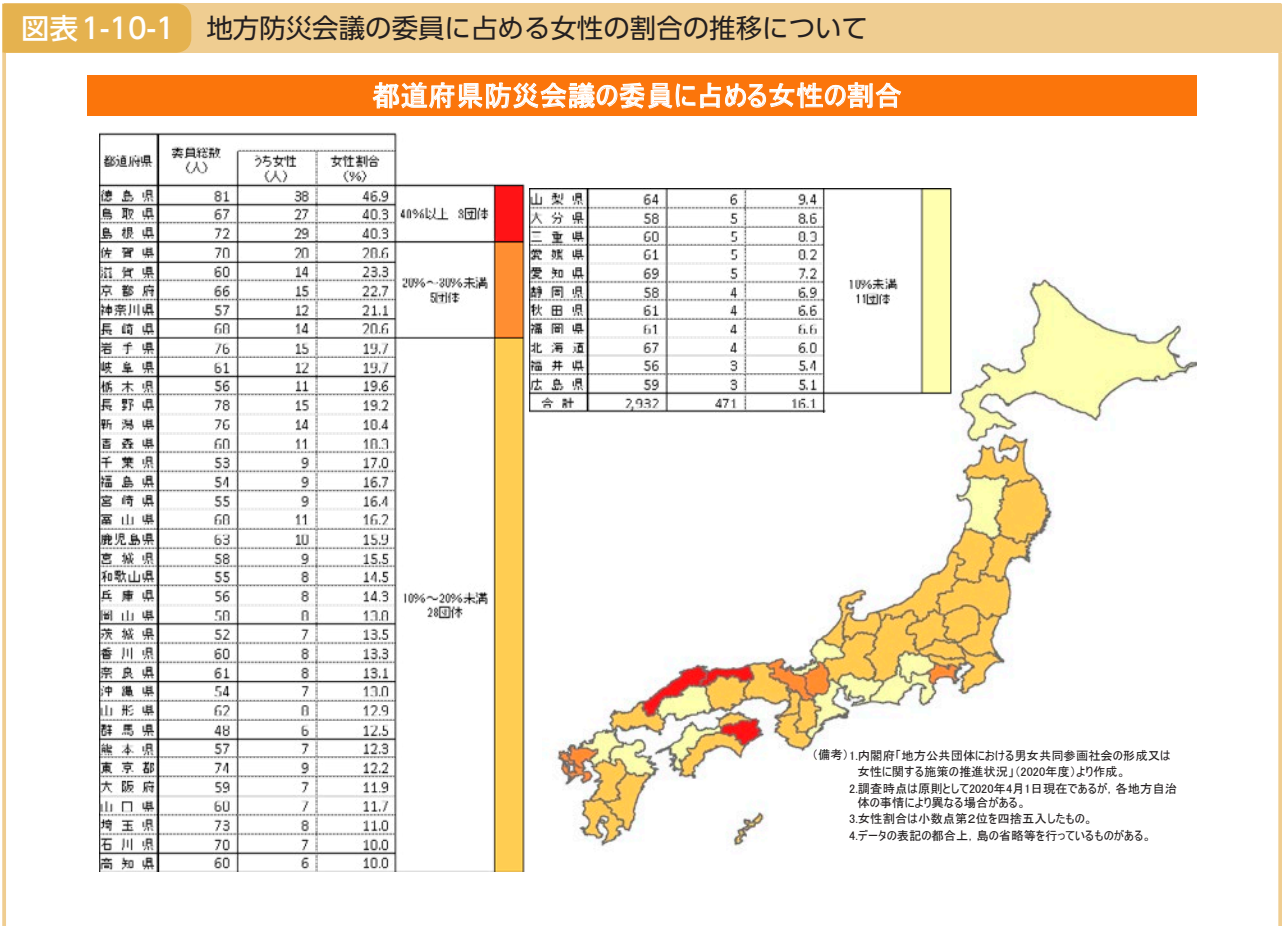 図表1-10-1 地方防災会議の委員に占める女性の割合の推移について
都道府県防災会議の委員に占める女性の割合
都道府県 委員総数(人) うち女性(人) 女性割合(%)
徳島県 81 38 46.9
鳥取県 67 27 40.3
島根県 72 29 40.3
40%以上 3団体
佐賀県 70 20
滋賀県 60 14 23.3
京都府 66 15 22.7
神奈川県 57 12 21.1
長崎県 68 14 20.6
20%~30%未満
5団体
岩手県 76 15 19.7
岐阜県 61 12 19.7
栃木県 56 11 19.6
長野県 78 15 19.2
新潟県 76 14 18.4
青森県 60 11 18.3
千葉県 53 9 17.0
福島県 54 9 16.7
宮崎県 55 9 16.4
富山県 68 11 16.2
鹿児島県 63 10 15.9
宮城県 58 9 15.5
和歌山県 55 8 14.5
兵庫県 56 8 14.3
岡山県 58 8 13.8
茨城県 52 7 13.5
香川県 60 8 13.3
奈良県 61 8 13.1
沖縄県 54 7 13.0
山形県 62 8 12.9
群馬県 48 6 12.5
熊本県 57 7 12.3
東京都 74 9 12.2
大阪府 59 7 11.9
山口県 60 7 11.7
埼玉県 73 8 11.0
石川県 70 7 10.0
高知県 60 6 10.0
10%~20%未満
28団体
山梨県 64 6 9.4
大分県 58 5 8.6
三重県 60 5 8.3
愛媛県 61 5 8.2
愛知県 69 5 7.2
静岡県 58 4 6.9
秋田県 61 4 6.6
福岡県 61 4 6.6
北海道 67 4 6.0
福井県 56 3 5.4
広島県 59 3 5.1
合計 2,932 471 16.1
10%未満
11団体
(備考)1.内閣府「地方公共団体における男女共同参画社会の形成又は
女性に関する施策の推進状況」(2020年度)より作成。
2.調査時点は原則として2020年4月1日現在であるが、各地方自治
体の事情により異なる場合がある。
3.女性割合は小数点第2位を四捨五入したもの。
4.データの表記の都合上、島の省略等を行っているものがある。